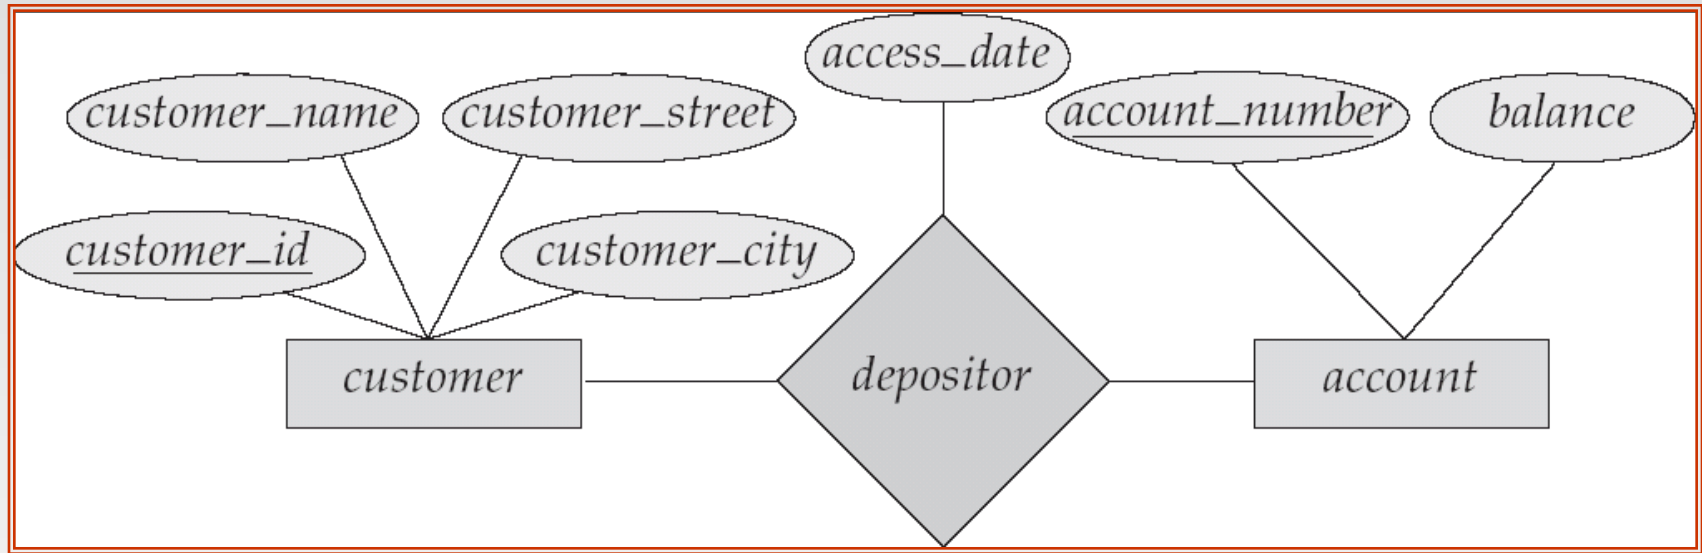 access_date
customer_name
customer_street
account_number
balance
customer_id
customer_city
customer
depositor
account